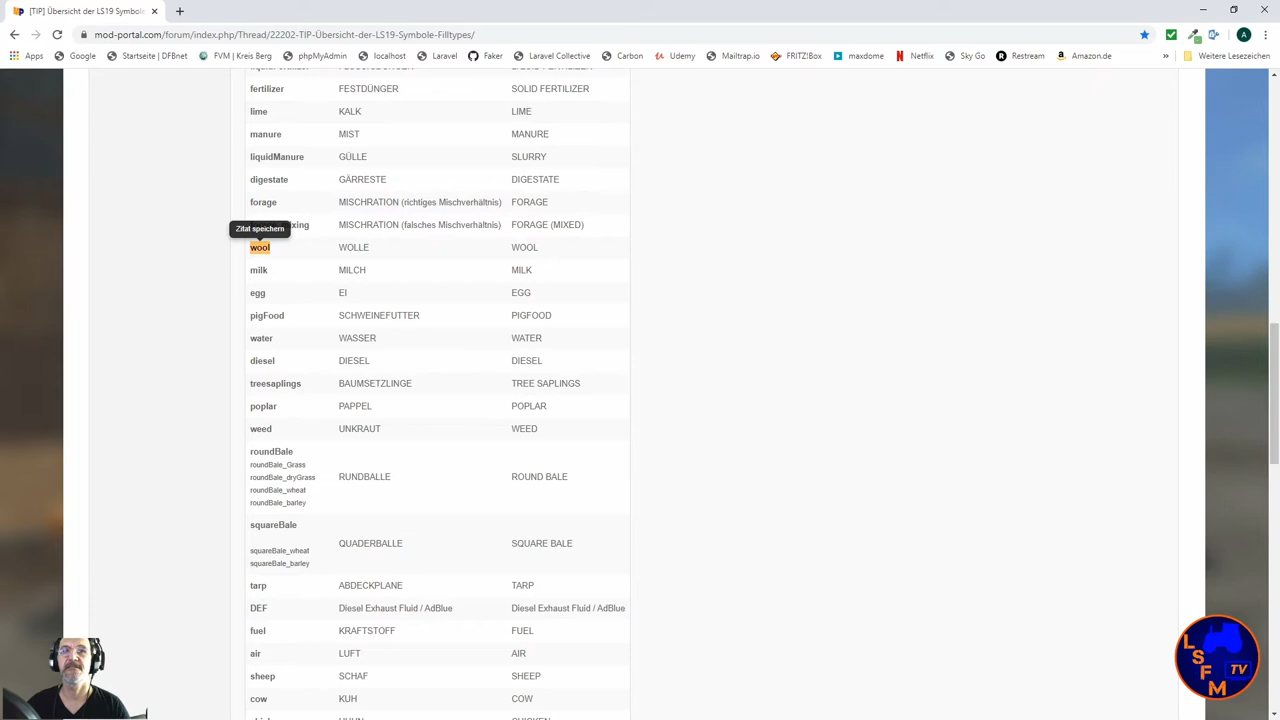 [TIP] Übersicht der LS19-Symbole
mod-portal.com/forum/index.php/Thread/22202-TIP-Übersicht-der-LS19-Symbole-Filltypes/
Apps Google Startseite | DFBnet FVM | Kreis Berg phpMyAdmin localhost Laravel Faker Laravel Collective Carbon Udemy Mailtrap.io FRITZ!Box maxdome Netflix Sky Go Restream Amazon.de » Weitere Lesezeichen
fertilizer FESTDÜNGER SOLID FERTILIZER
lime KALK LIME
manure MIST MANURE
liquidManure GÜLLE SLURRY
digestate GÄRRESTE DIGESTATE
forage MISCHRATION (richtiges Mischverhältnis) FORAGE
MISCHRATION (falsches Mischverhältnis) FORAGE (MIXED)
Zitat speichern
wool WOLLE WOOL
milk MILCH MILK
egg EI EGG
pigFood SCHWEINEFUTTER PIGFOOD
water WASSER WATER
diesel DIESEL DIESEL
treesaplings BAUMSETZLINGE TREE SAPLINGS
poplar PAPPEL POPLAR
weed UNKRAUT WEED
roundBale
roundBale_Grass
roundBale_dryGrass RUNDBALLE ROUND BALE
roundBale_wheat
roundBale_barley
squareBale
QUADERBALLE SQUARE BALE
squareBale_wheat
squareBale_barley
tarp ABDECKPLANE TARP
DEF Diesel Exhaust Fluid / AdBlue Diesel Exhaust Fluid / AdBlue
fuel KRAFTSTOFF FUEL
air LUFT AIR
sheep SCHAF SHEEP
cow KUH COW
LSFM TV